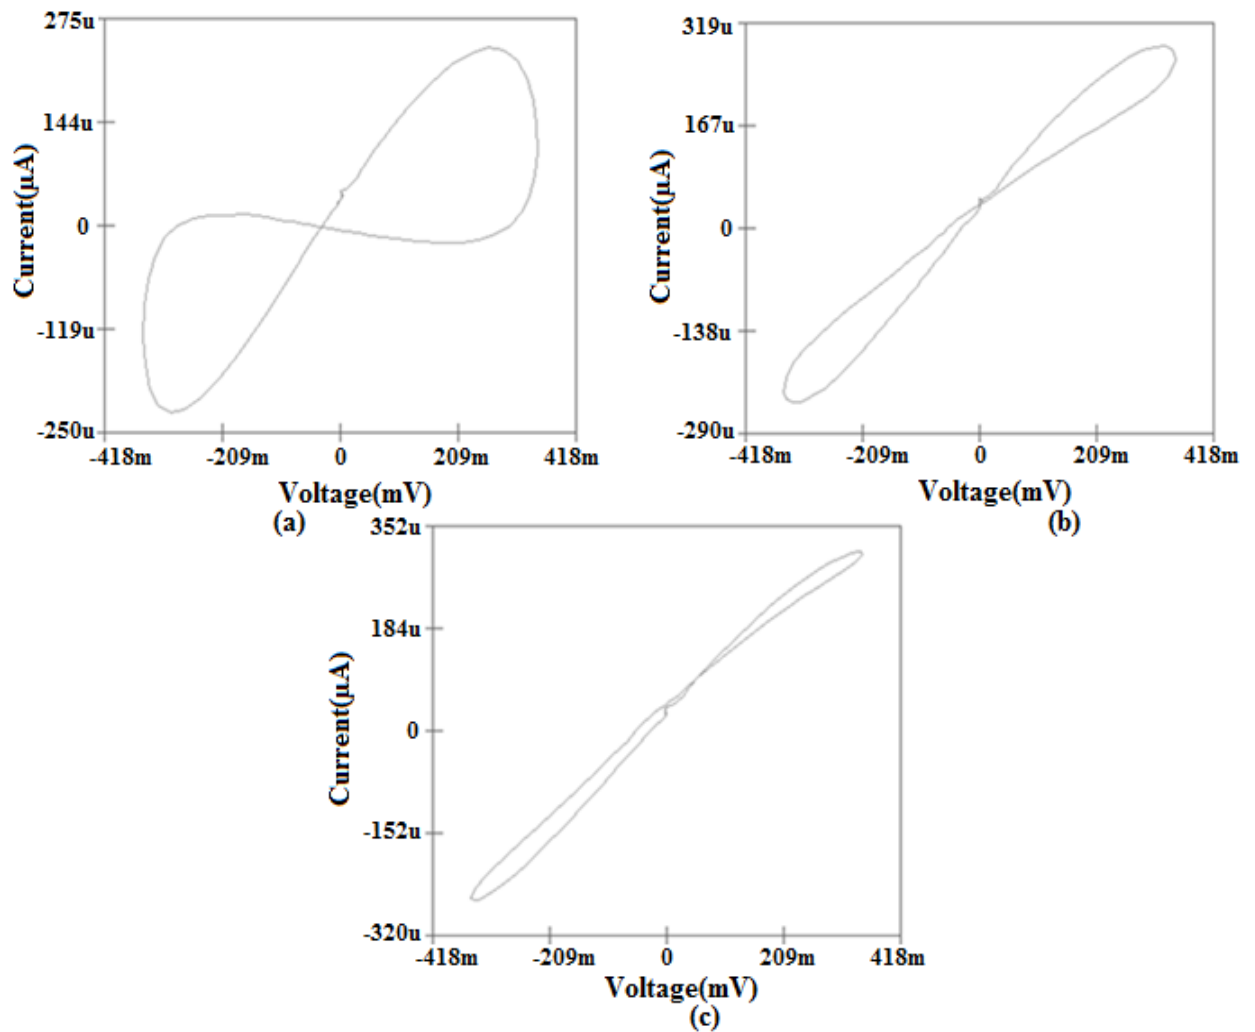 275u
144u
0
-119u
-250u
-418m -209m 0 209m 418m
Current(μA)
Voltage(mV)
(a)
319u
167u
0
-138u
-290u
-418m -209m 0 209m 418m
Current(μA)
Voltage(mV)
(b)
352u
184u
0
-152u
-320u
-418m -209m 0 209m 418m
Current(μA)
Voltage(mV)
(c)